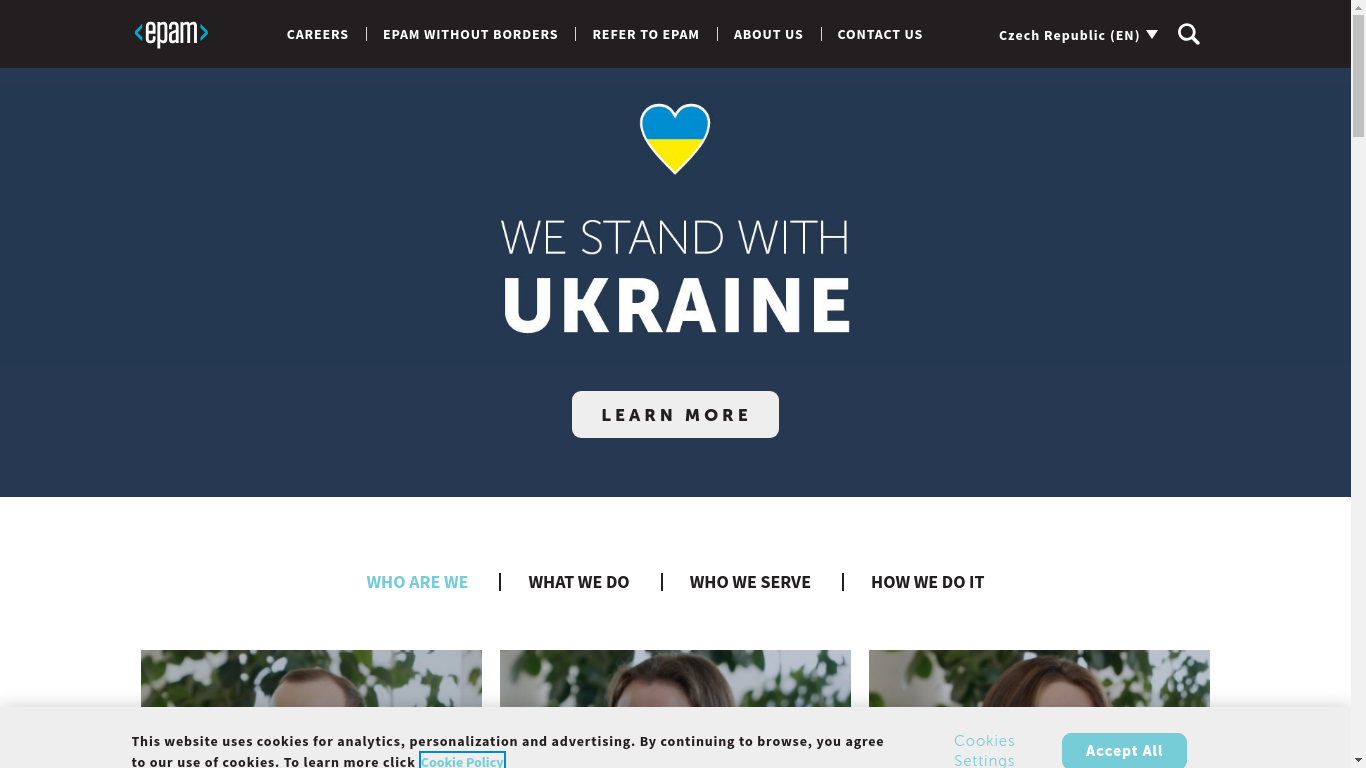 <epam>
CAREERS
EPAM WITHOUT BORDERS
REFER TO EPAM
ABOUT US
CONTACT US
Czech Republic (EN)
WE STAND WITH
UKRAINE
LEARN MORE
WHO ARE WE
WHAT WE DO
WHO WE SERVE
HOW WE DO IT
This website uses cookies for analytics, personalization and advertising. By continuing to browse, you agree
to our use of cookies. To learn more click Cookie Policy
Cookies
Settings
Accept All